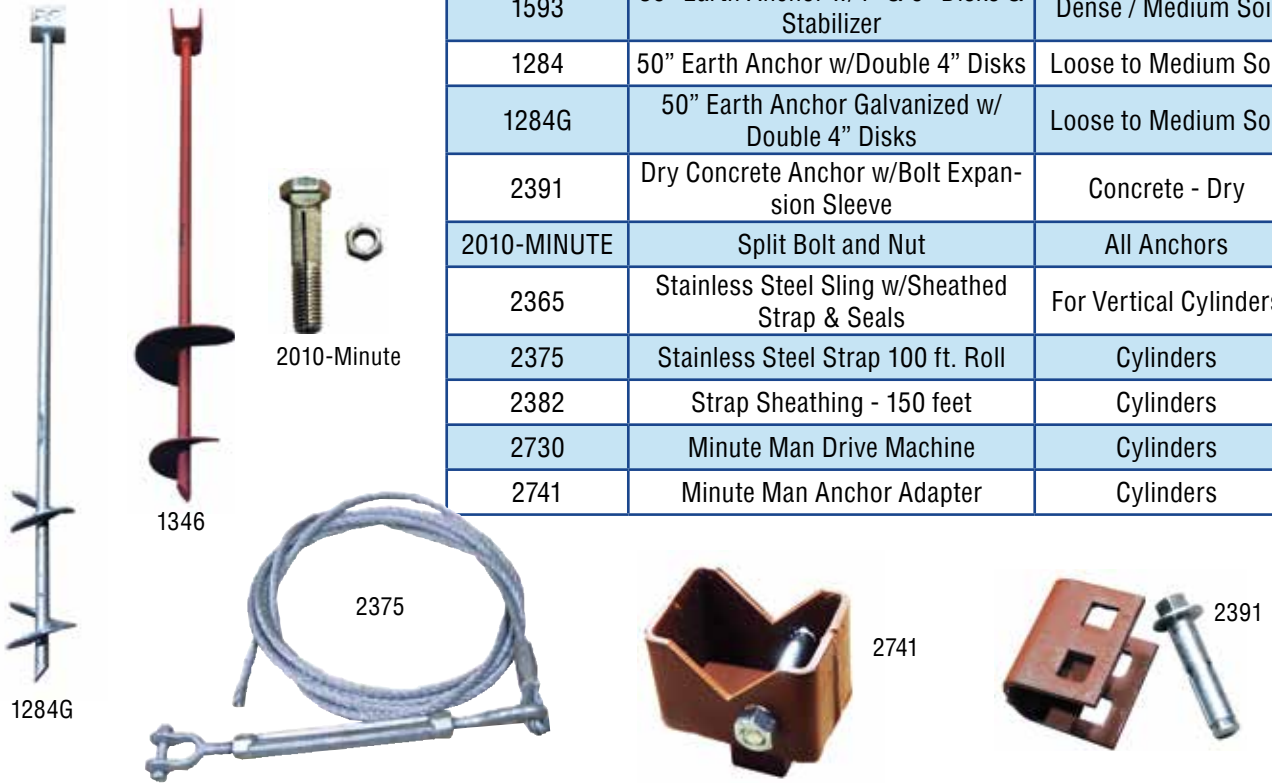 1593
Stabilizer
Dense / Medium Soi
1284
50” Earth Anchor w/Double 4” Disks
Loose to Medium So
1284G
50” Earth Anchor Galvanized w/
Double 4” Disks
Loose to Medium So
2391
Dry Concrete Anchor w/Bolt Expan-
sion Sleeve
Concrete - Dry
2010-MINUTE
Split Bolt and Nut
All Anchors
2365
Stainless Steel Sling w/Sheathed
Strap & Seals
For Vertical Cylinders
2375
Stainless Steel Strap 100 ft. Roll
Cylinders
2382
Strap Sheathing - 150 feet
Cylinders
2730
Minute Man Drive Machine
Cylinders
2741
Minute Man Anchor Adapter
Cylinders
2010-Minute
1346
1284G
2375
2741
2391